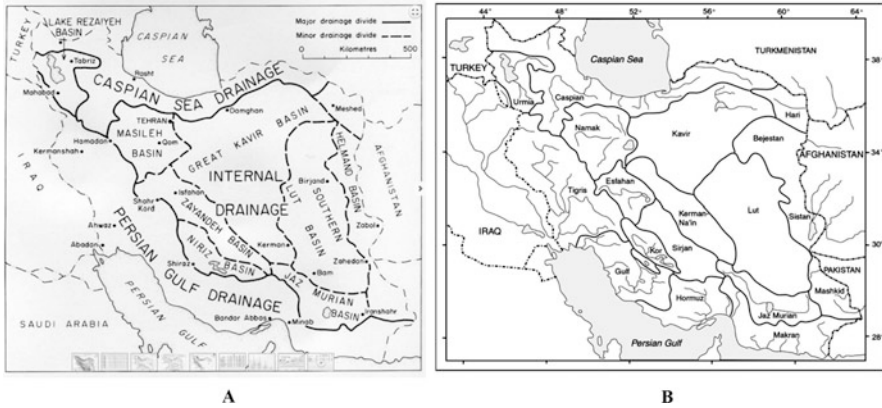 LAKE REZAIYEH
BASIN
TURKEY
Tabriz
CASPIAN
SEA
Major drainage divide
Minor drainage divide
0 Kilometres 500
Rasht
Mahabad
CASPIAN SEA DRAINAGE
Damghan
Meshed
TEHRAN
MASILEH
BASIN
Qom
Hamadan
Kermanshah
GREAT KAVIR BASIN
HELMAND BASIN
AFGHANISTAN
IRAQ
INTERNAL
DRAINAGE
Birjand
LUT
SOUTHERN
BASIN
Shahr
Kord
Isfahan
ZAYANDEH BASIN
Ahwaz
Abadan
Kerman
Zabol
Zahedan
NIRIZ
BASIN
Shiraz
Bam
JAZ MURIAN
BASIN
Iranshahr
PERSIAN GULF DRAINAGE
PERSIAN
GULF
Bandar Abbas
Minab
SAUDI ARABIA
A
B
44° 48° 52° 56° 60° 64°
38°
34°
30°
28°
Caspian Sea
TURKMENISTAN
TURKEY
Urmia
Caspian
Hari
Namak
Kavir
Bejestan
AFGHANISTAN
Esfahan
Tigris
Lut
Kerman-
Na'in
Sistan
IRAQ
Sirjan
Kor
PAKISTAN
Gulf
Mashkid
Hormuz
Jaz Murian
Makran
Persian Gulf